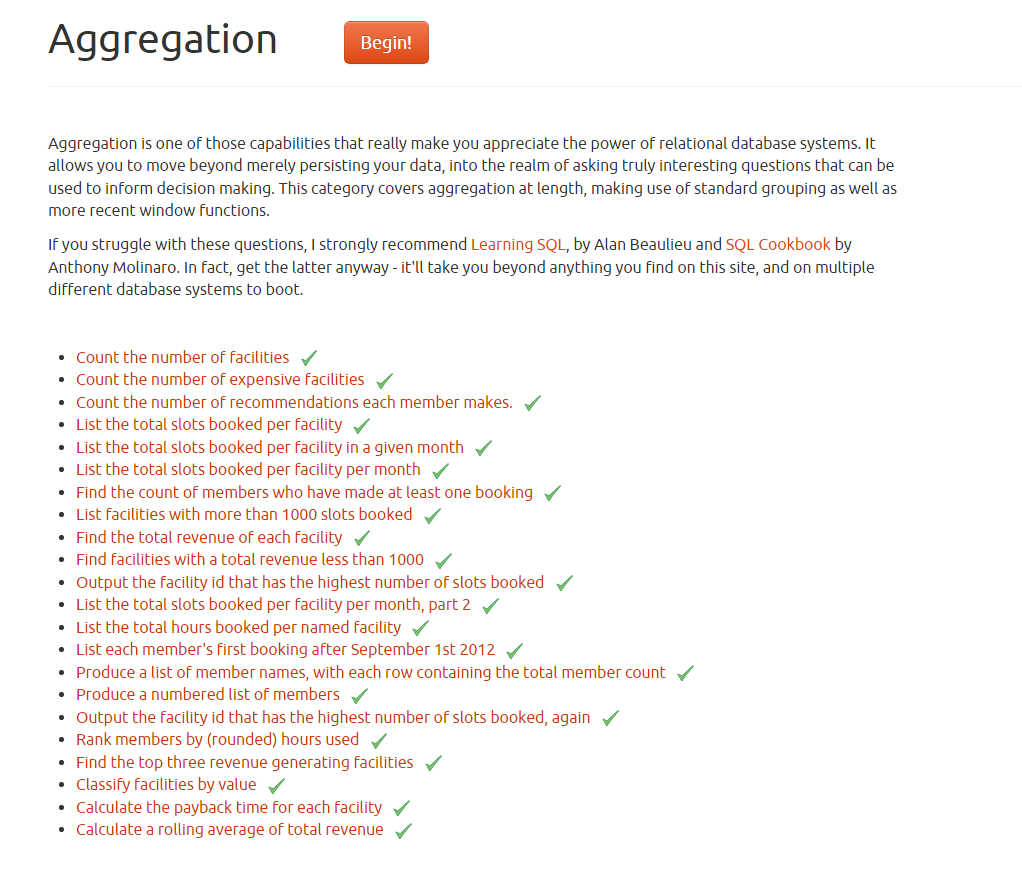 Aggregation
Begin!
Aggregation is one of those capabilities that really make you appreciate the power of relational database systems. It
allows you to move beyond merely persisting your data, into the realm of asking truly interesting questions that can be
used to inform decision making. This category covers aggregation at length, making use of standard grouping as well as
more recent window functions.
If you struggle with these questions, I strongly recommend Learning SQL, by Alan Beaulieu and SQL Cookbook by
Anthony Molinaro. In fact, get the latter anyway - it'll take you beyond anything you find on this site, and on multiple
different database systems to boot.
Count the number of facilities
Count the number of expensive facilities
Count the number of recommendations each member makes.
List the total slots booked per facility
List the total slots booked per facility in a given month
List the total slots booked per facility per month
Find the count of members who have made at least one booking
List facilities with more than 1000 slots booked
Find the total revenue of each facility
Find facilities with a total revenue less than 1000
Output the facility id that has the highest number of slots booked
List the total slots booked per facility per month, part 2
List the total hours booked per named facility
List each member's first booking after September 1st 2012
Produce a list of member names, with each row containing the total member count
Produce a numbered list of members
Output the facility id that has the highest number of slots booked, again
Rank members by (rounded) hours used
Find the top three revenue generating facilities
Classify facilities by value
Calculate the payback time for each facility
Calculate a rolling average of total revenue